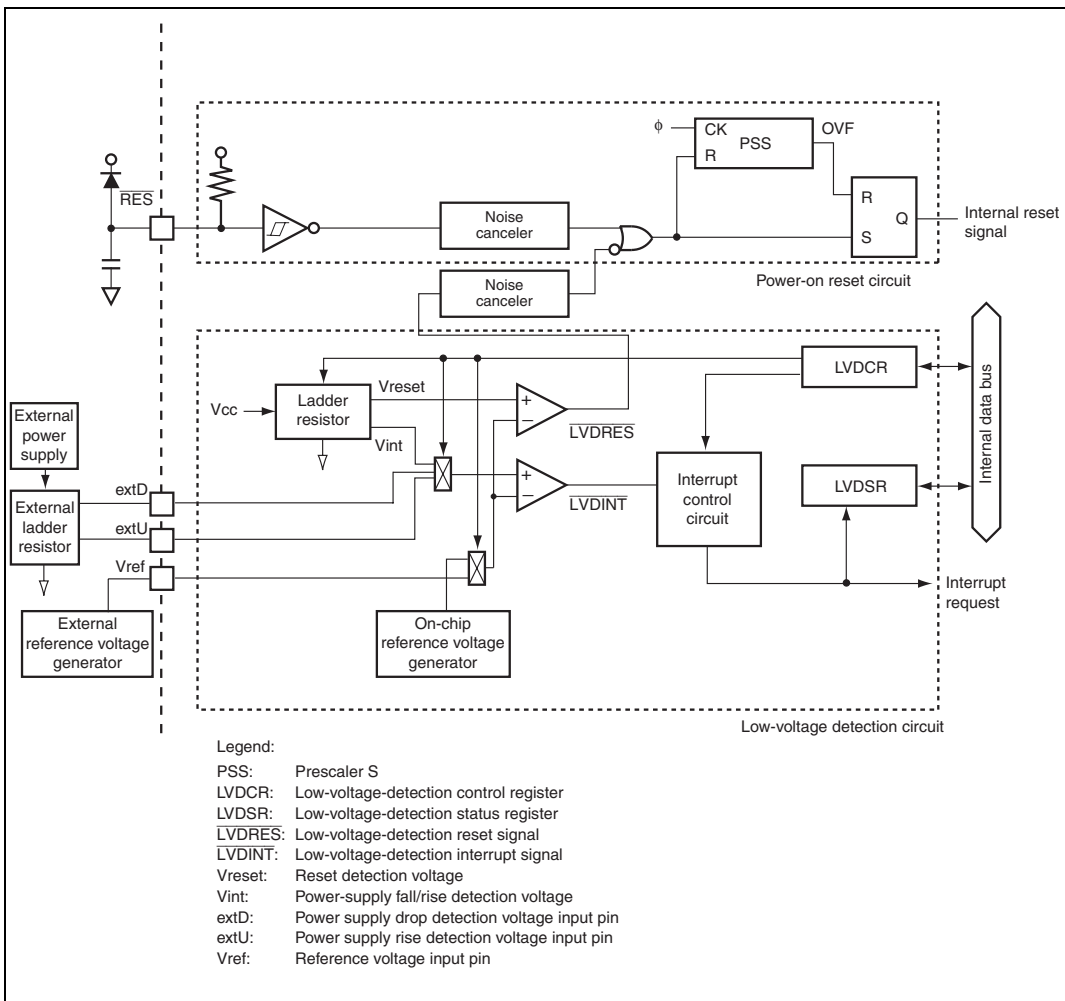 φ
CK
PSS
R
OVF
R
S
Q
Internal reset
signal
RES
Noise
canceler
Power-on reset circuit
Noise
canceler
LVDCR
Internal data bus
Vcc
Ladder
resistor
Vreset
Vint
+
−
LVDRES
+
−
LVDINT
Interrupt
control
circuit
LVDSR
External
power
supply
External
ladder
resistor
extD
extU
Vref
Interrupt
request
External
reference voltage
generator
On-chip
reference voltage
generator
Low-voltage detection circuit
Legend:
PSS: Prescaler S
LVDCR: Low-voltage-detection control register
LVDSR: Low-voltage-detection status register
LVDRES: Low-voltage-detection reset signal
LVDINT: Low-voltage-detection interrupt signal
Vreset: Reset detection voltage
Vint: Power-supply fall/rise detection voltage
extD: Power supply drop detection voltage input pin
extU: Power supply rise detection voltage input pin
Vref: Reference voltage input pin